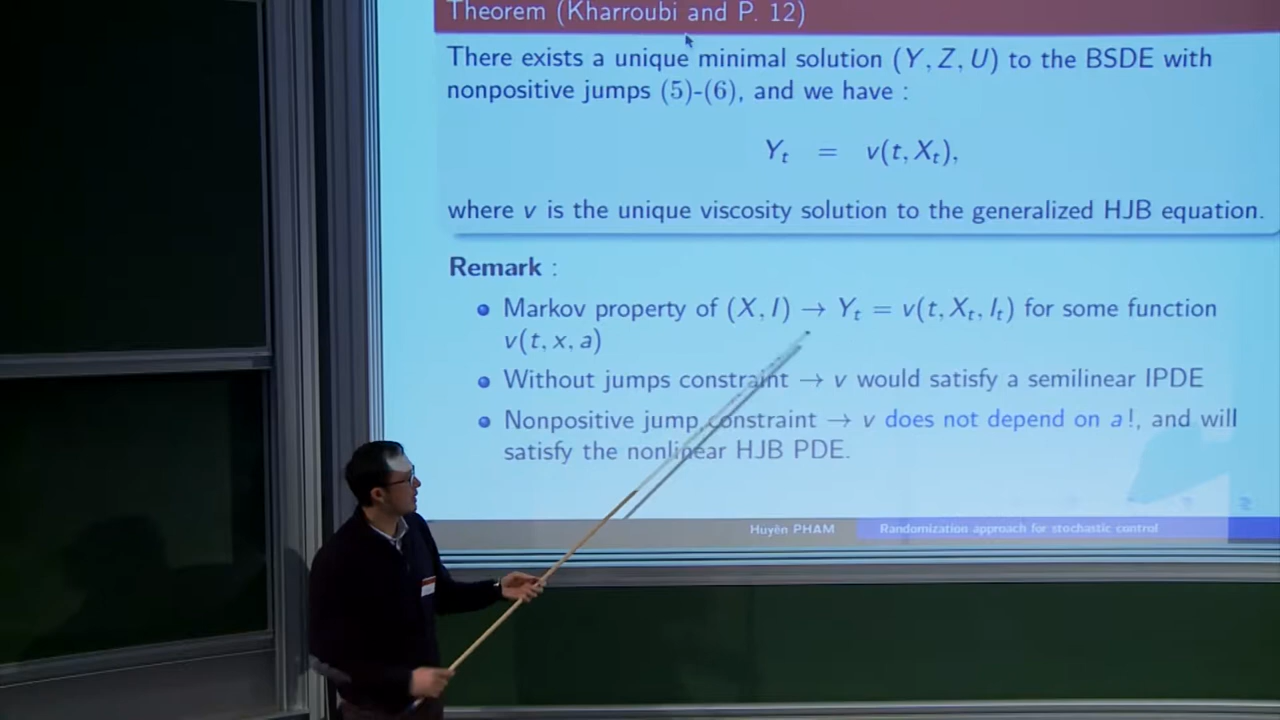 Theorem (Kharroubi and P. 12)
There exists a unique minimal solution (Y, Z, U) to the BSDE with
nonpositive jumps (5)-(6), and we have :
Yₜ = v(t, Xₜ),
where v is the unique viscosity solution to the generalized HJB equation.
Remark :
• Markov property of (X, I) → Yₜ = v(t, Xₜ, Iₜ) for some function
v(t, x, a)
• Without jumps constraint → v would satisfy a semilinear IPDE
• Nonpositive jump constraint → v does not depend on a!, and will
satisfy the nonlinear HJB PDE.
Huyên PHAM Randomization approach for stochastic control